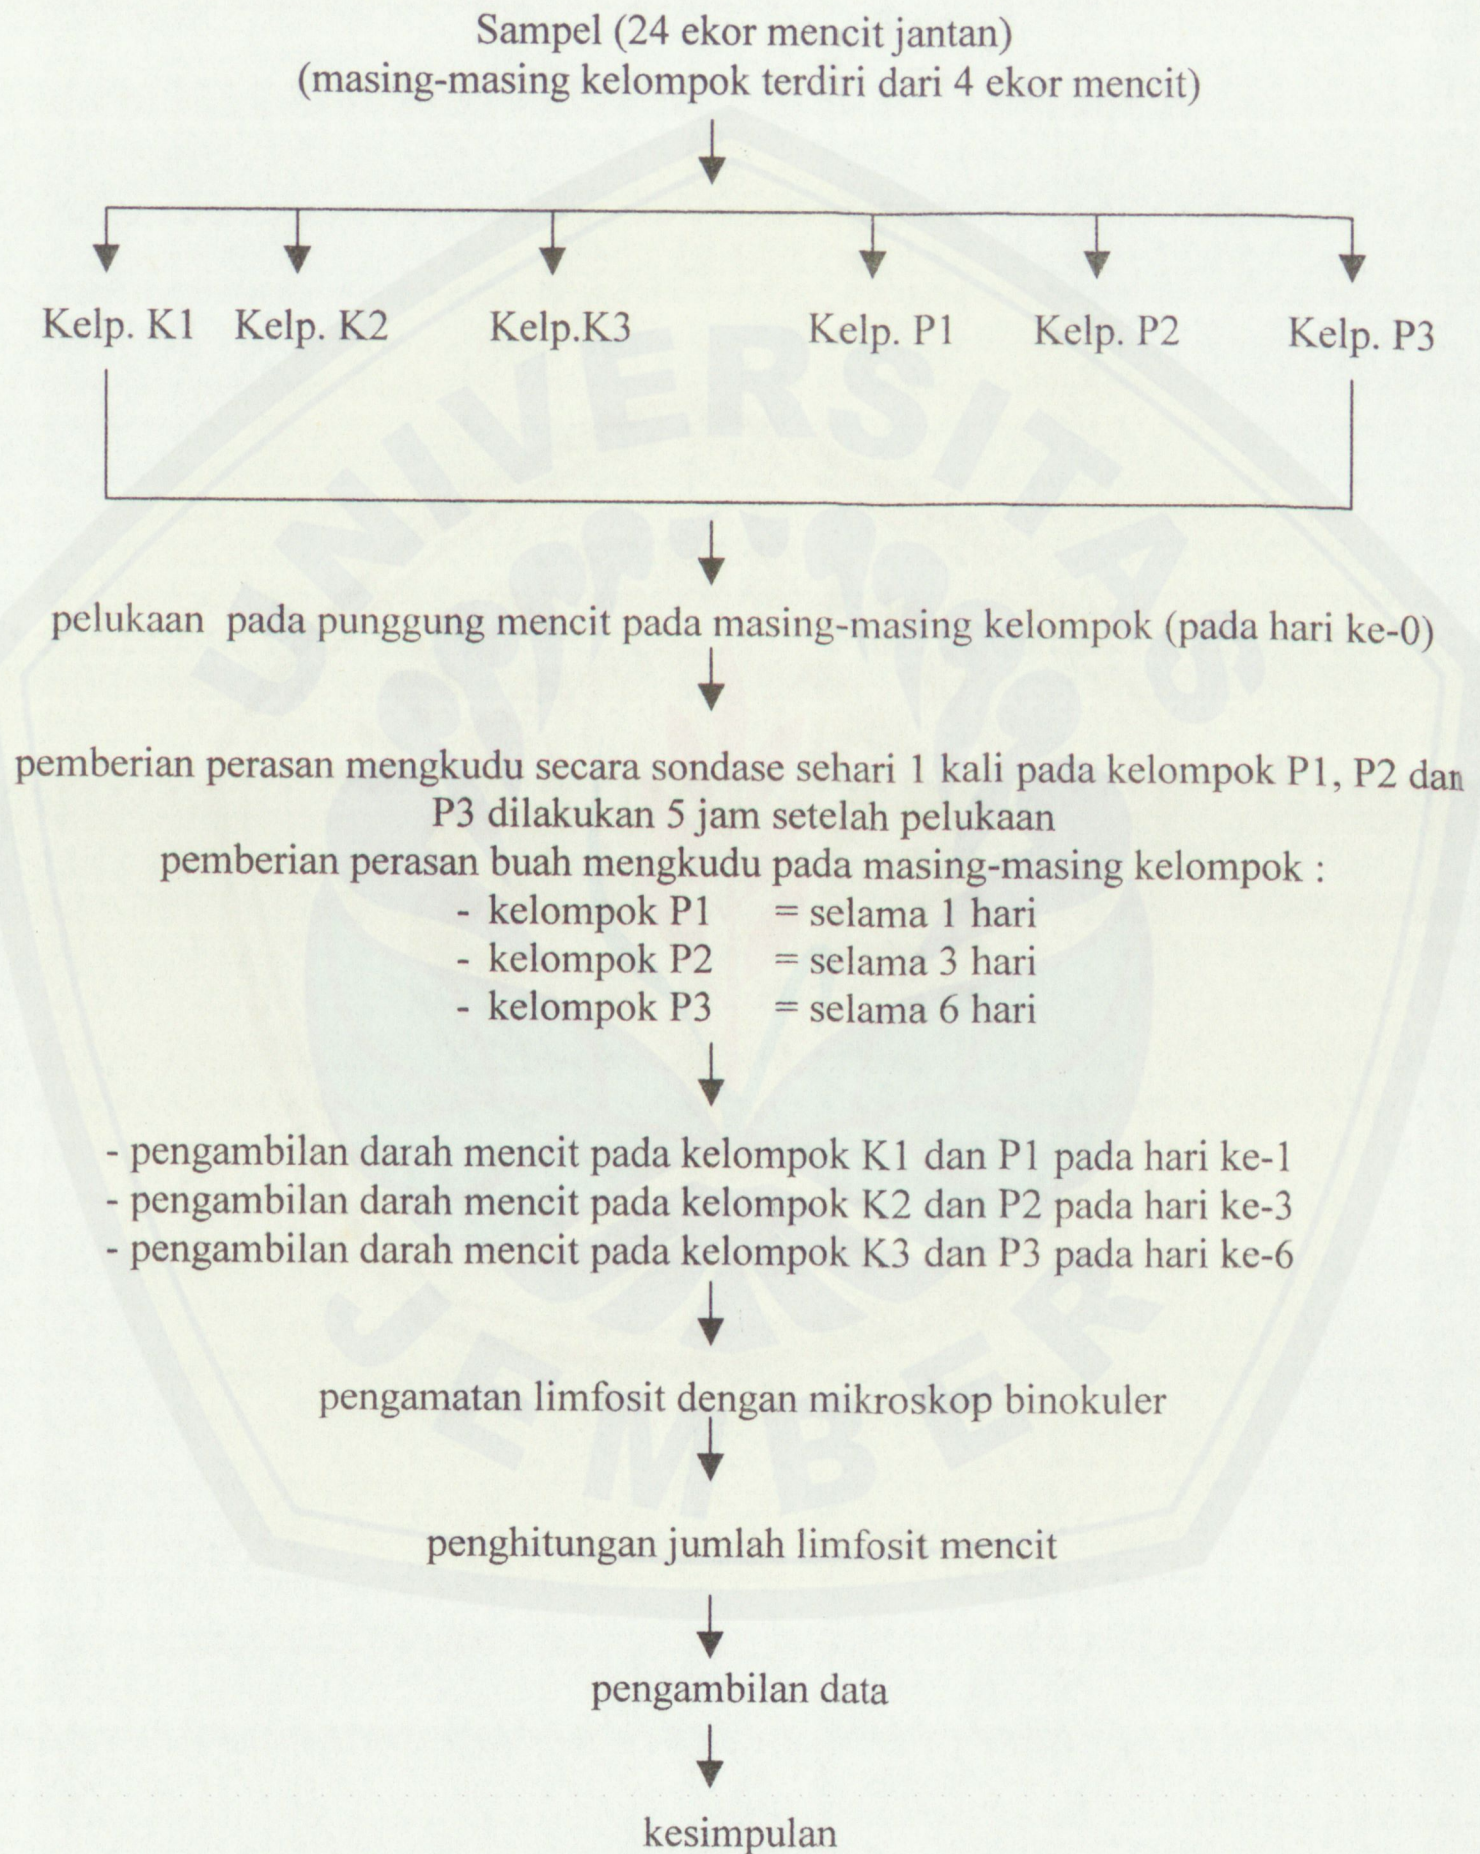 Sampel (24 ekor mencit jantan)
(masing-masing kelompok terdiri dari 4 ekor mencit)
Kelp. K1 Kelp. K2 Kelp.K3 Kelp. P1 Kelp. P2 Kelp. P3
pelukaan pada punggung mencit pada masing-masing kelompok (pada hari ke-0)
pemberian perasan mengkudu secara sondase sehari 1 kali pada kelompok P1, P2 dan
P3 dilakukan 5 jam setelah pelukaan
pemberian perasan buah mengkudu pada masing-masing kelompok :
- kelompok P1 = selama 1 hari
- kelompok P2 = selama 3 hari
- kelompok P3 = selama 6 hari
- pengambilan darah mencit pada kelompok K1 dan P1 pada hari ke-1
- pengambilan darah mencit pada kelompok K2 dan P2 pada hari ke-3
- pengambilan darah mencit pada kelompok K3 dan P3 pada hari ke-6
pengamatan limfosit dengan mikroskop binokuler
penghitungan jumlah limfosit mencit
pengambilan data
kesimpulan
UNIVERSITAS
JEMBER